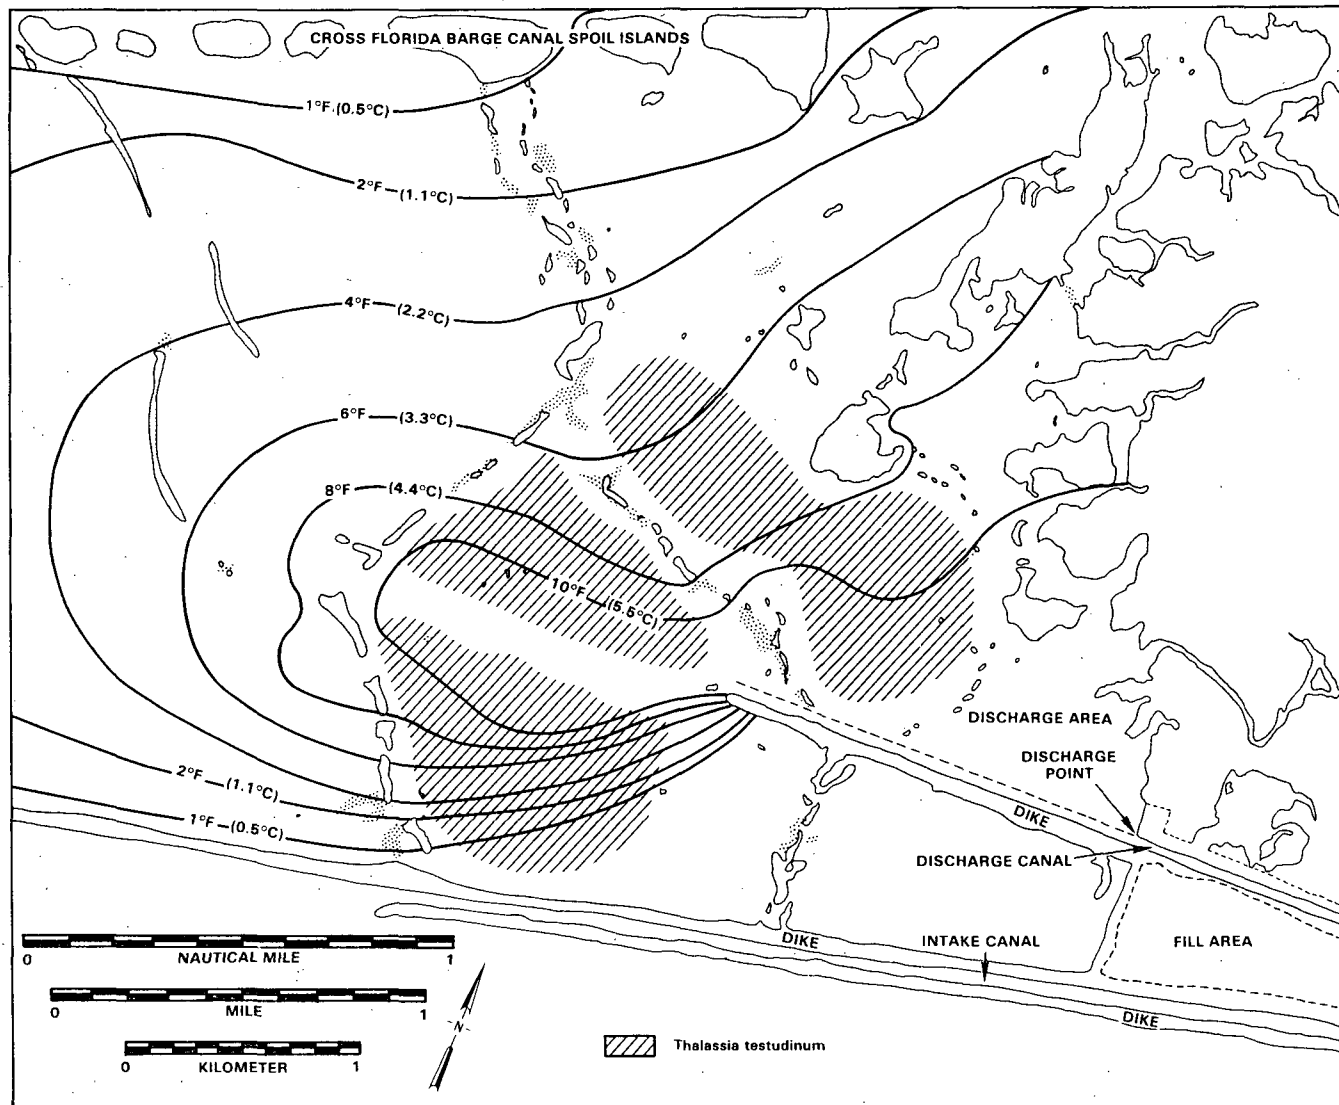 CROSS FLORIDA BARGE CANAL SPOIL ISLANDS
1°F (0.5°C)
2°F (1.1°C)
4°F (2.2°C)
6°F (3.3°C)
8°F (4.4°C)
10°F (5.5°C)
2°F (1.1°C)
1°F (0.5°C)
DISCHARGE AREA
DISCHARGE
POINT
DIKE
DISCHARGE CANAL
DIKE
INTAKE CANAL
FILL AREA
DIKE
0 NAUTICAL MILE 1
0 MILE 1
0 KILOMETER 1
N
Thalassia testudinum